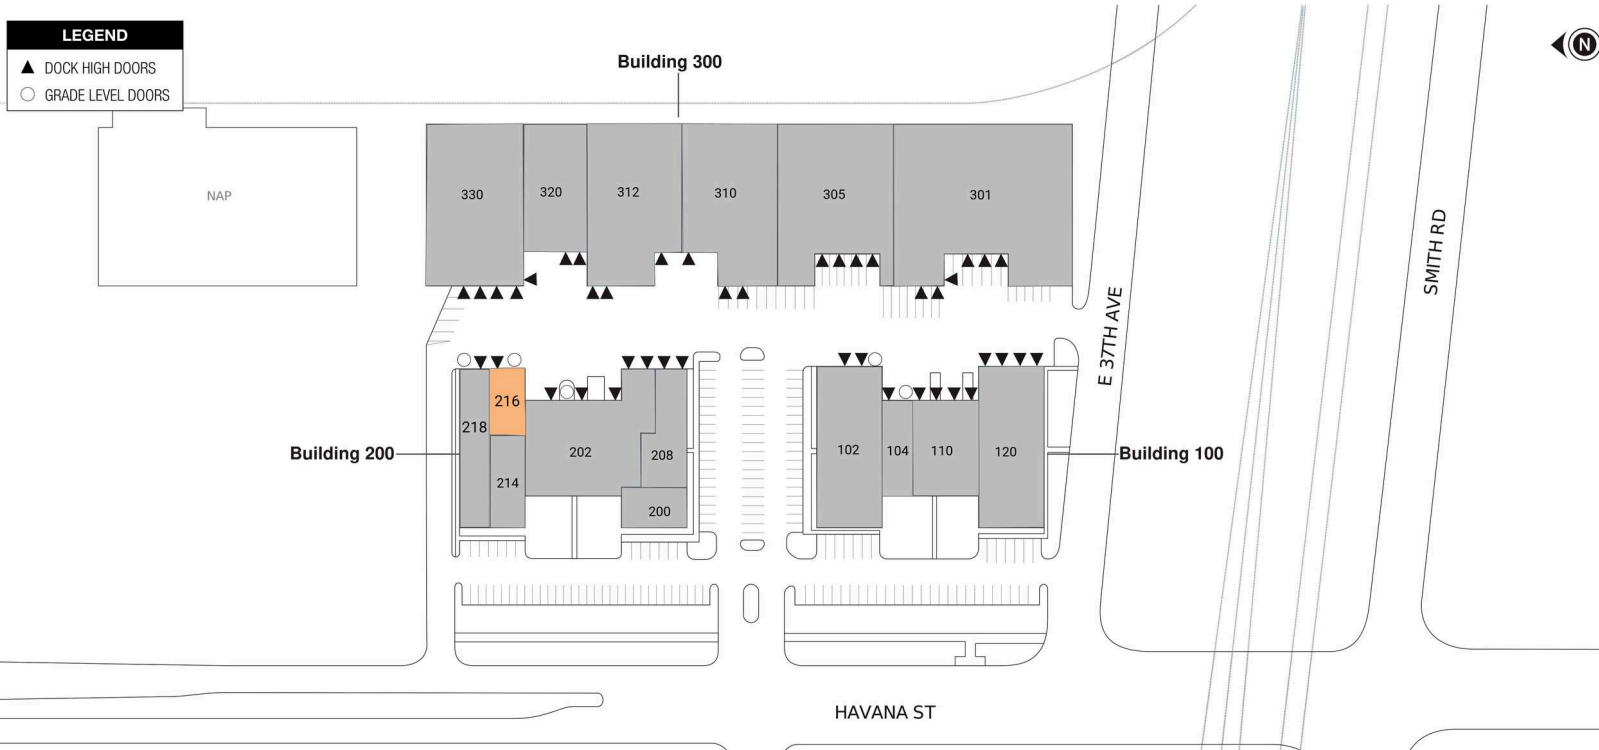 LEGEND
DOCK HIGH DOORS
GRADE LEVEL DOORS
Building 300
N
NAP
330
320
312
310
305
301
SMITH RD
E 37TH AVE
216
218
Building 200
202
208
214
200
102
104
110
120
Building 100
HAVANA ST